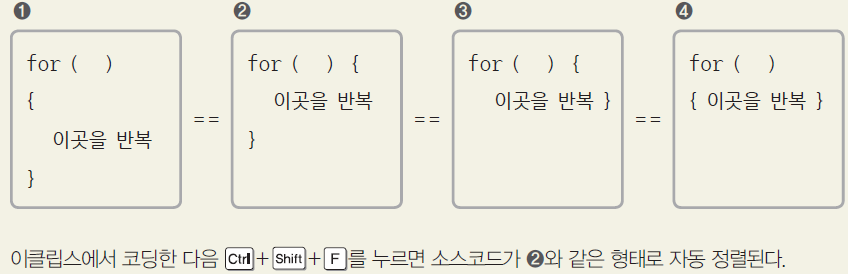 ❶ ❷ ❸ ❹
for ( )
{
이곳을 반복
}
==
for ( ) {
이곳을 반복
}
==
for ( ) {
이곳을 반복 }
==
for ( )
{ 이곳을 반복 }
이클립스에서 코딩한 다음 Ctrl+Shift+F를 누르면 소스코드가 ❷와 같은 형태로 자동 정렬된다.